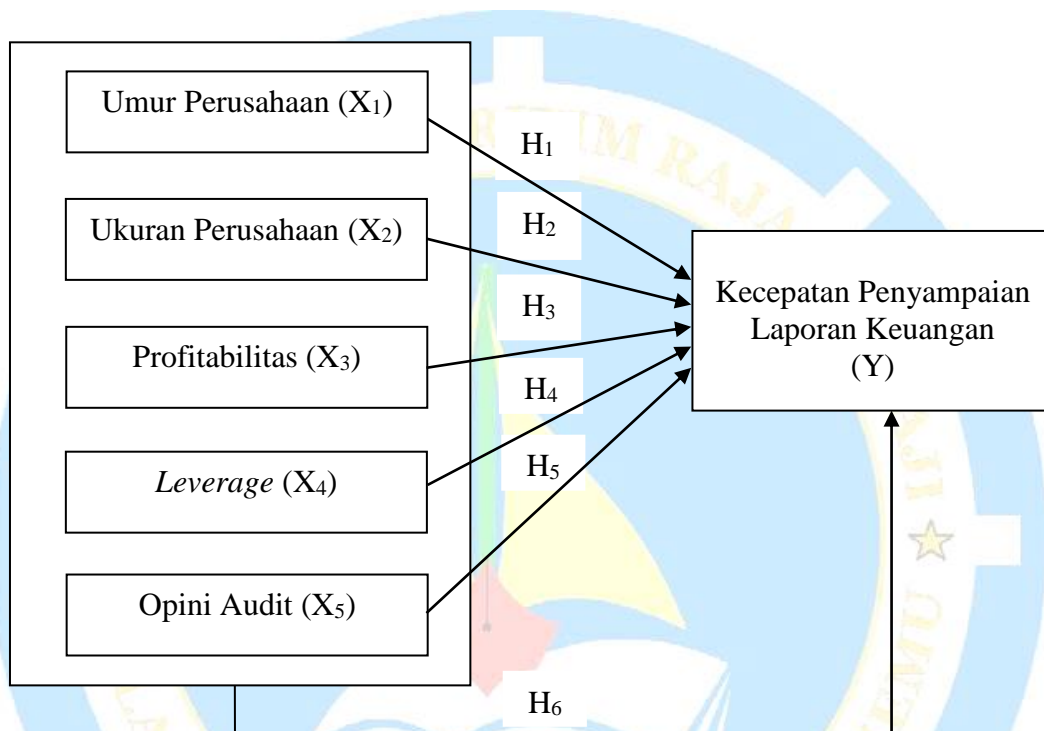 Umur Perusahaan (X₁)
H₁
Ukuran Perusahaan (X₂)
H₂
H₃
Kecepatan Penyampaian
Laporan Keuangan
(Y)
Profitabilitas (X₃)
H₄
Leverage (X₄)
H₅
Opini Audit (X₅)
H₆
RAJA